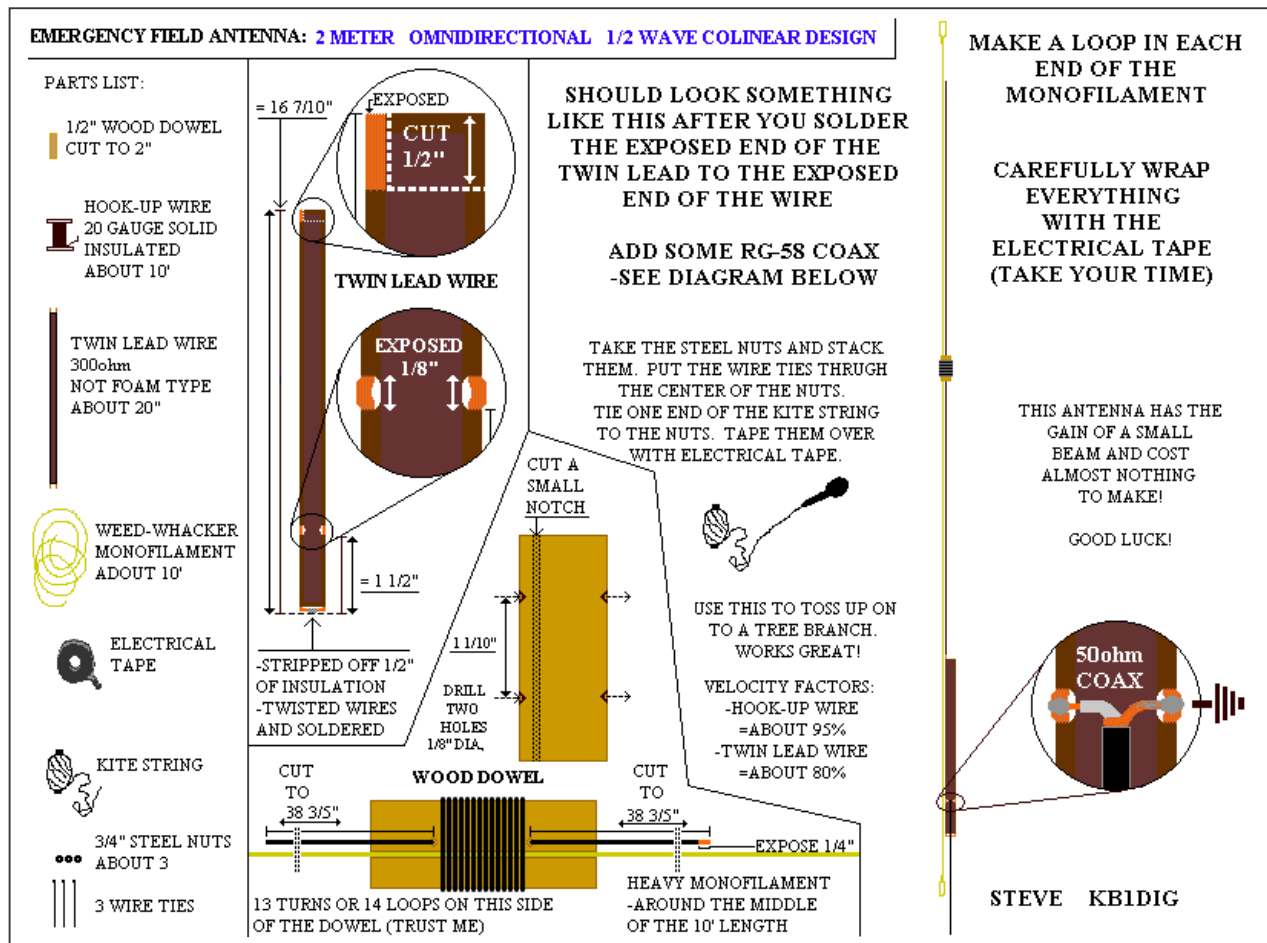 EMERGENCY FIELD ANTENNA: 2 METER OMNIDIRECTIONAL 1/2 WAVE COLINEAR DESIGN
PARTS LIST:
1/2" WOOD DOWEL
CUT TO 2"
HOOK-UP WIRE
20 GAUGE SOLID
INSULATED
ABOUT 10'
TWIN LEAD WIRE
300ohm
NOT FOAM TYPE
ABOUT 20"
WEED-WHACKER
MONOFILAMENT
ADOUT 10'
ELECTRICAL
TAPE
KITE STRING
3/4" STEEL NUTS
ABOUT 3
3 WIRE TIES
= 16 7/10"
EXPOSED
CUT
1/2"
TWIN LEAD WIRE
EXPOSED
1/8"
= 1 1/2"
-STRIPPED OFF 1/2"
OF INSULATION
-TWISTED WIRES
AND SOLDERED
SHOULD LOOK SOMETHING
LIKE THIS AFTER YOU SOLDER
THE EXPOSED END OF THE
TWIN LEAD TO THE EXPOSED
END OF THE WIRE
ADD SOME RG-58 COAX
-SEE DIAGRAM BELOW
TAKE THE STEEL NUTS AND STACK
THEM. PUT THE WIRE TIES THRUGH
THE CENTER OF THE NUTS.
TIE ONE END OF THE KITE STRING
TO THE NUTS. TAPE THEM OVER
WITH ELECTRICAL TAPE.
USE THIS TO TOSS UP ON
TO A TREE BRANCH.
WORKS GREAT!
VELOCITY FACTORS:
-HOOK-UP WIRE
=ABOUT 95%
-TWIN LEAD WIRE
=ABOUT 80%
CUT A
SMALL
NOTCH
1 1/10"
DRILL
TWO
HOLES
1/8" DIA,
WOOD DOWEL
CUT
TO
38 3/5"
CUT
TO
38 3/5"
EXPOSE 1/4"
13 TURNS OR 14 LOOPS ON THIS SIDE
OF THE DOWEL (TRUST ME)
HEAVY MONOFILAMENT
-AROUND THE MIDDLE
OF THE 10' LENGTH
MAKE A LOOP IN EACH
END OF THE
MONOFILAMENT
CAREFULLY WRAP
EVERYTHING
WITH THE
ELECTRICAL TAPE
(TAKE YOUR TIME)
THIS ANTENNA HAS THE
GAIN OF A SMALL
BEAM AND COST
ALMOST NOTHING
TO MAKE!
GOOD LUCK!
50ohm
COAX
STEVE KB1DIG